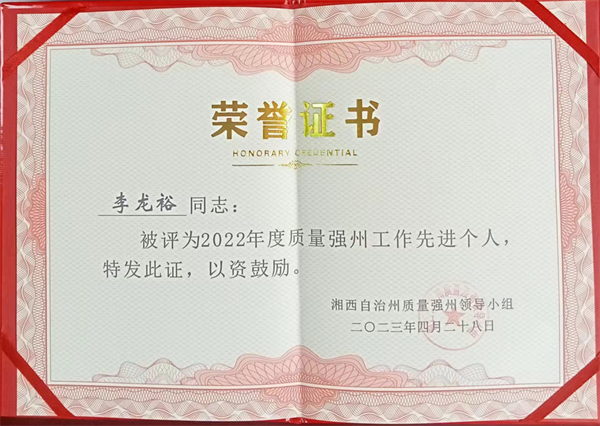 荣誉证书
HONORARY CREDENTIAL
李龙裕 同志：
被评为2022年度质量强州工作先进个人，
特发此证，以资鼓励。
湘西自治州质量强州领导小组
二〇二三年四月二十八日